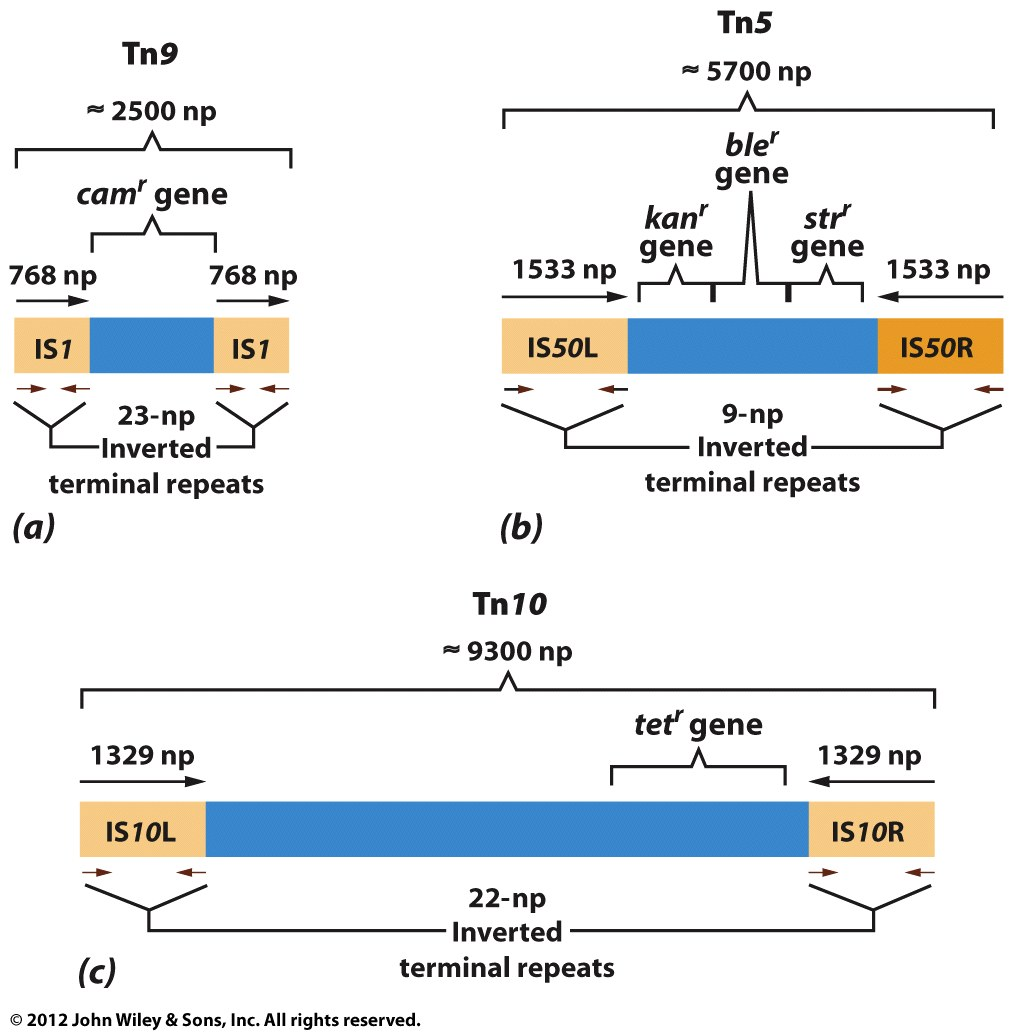 Tn9
≈ 2500 np
camʳ gene
768 np
768 np
IS1
IS1
23-np
Inverted
terminal repeats
(a)
Tn5
≈ 5700 np
bleʳ
gene
kanʳ
gene
strʳ
gene
1533 np
1533 np
IS50L
IS50R
9-np
Inverted
terminal repeats
(b)
Tn10
≈ 9300 np
tetʳ gene
1329 np
1329 np
IS10L
IS10R
22-np
Inverted
terminal repeats
(c)
© 2012 John Wiley & Sons, Inc. All rights reserved.